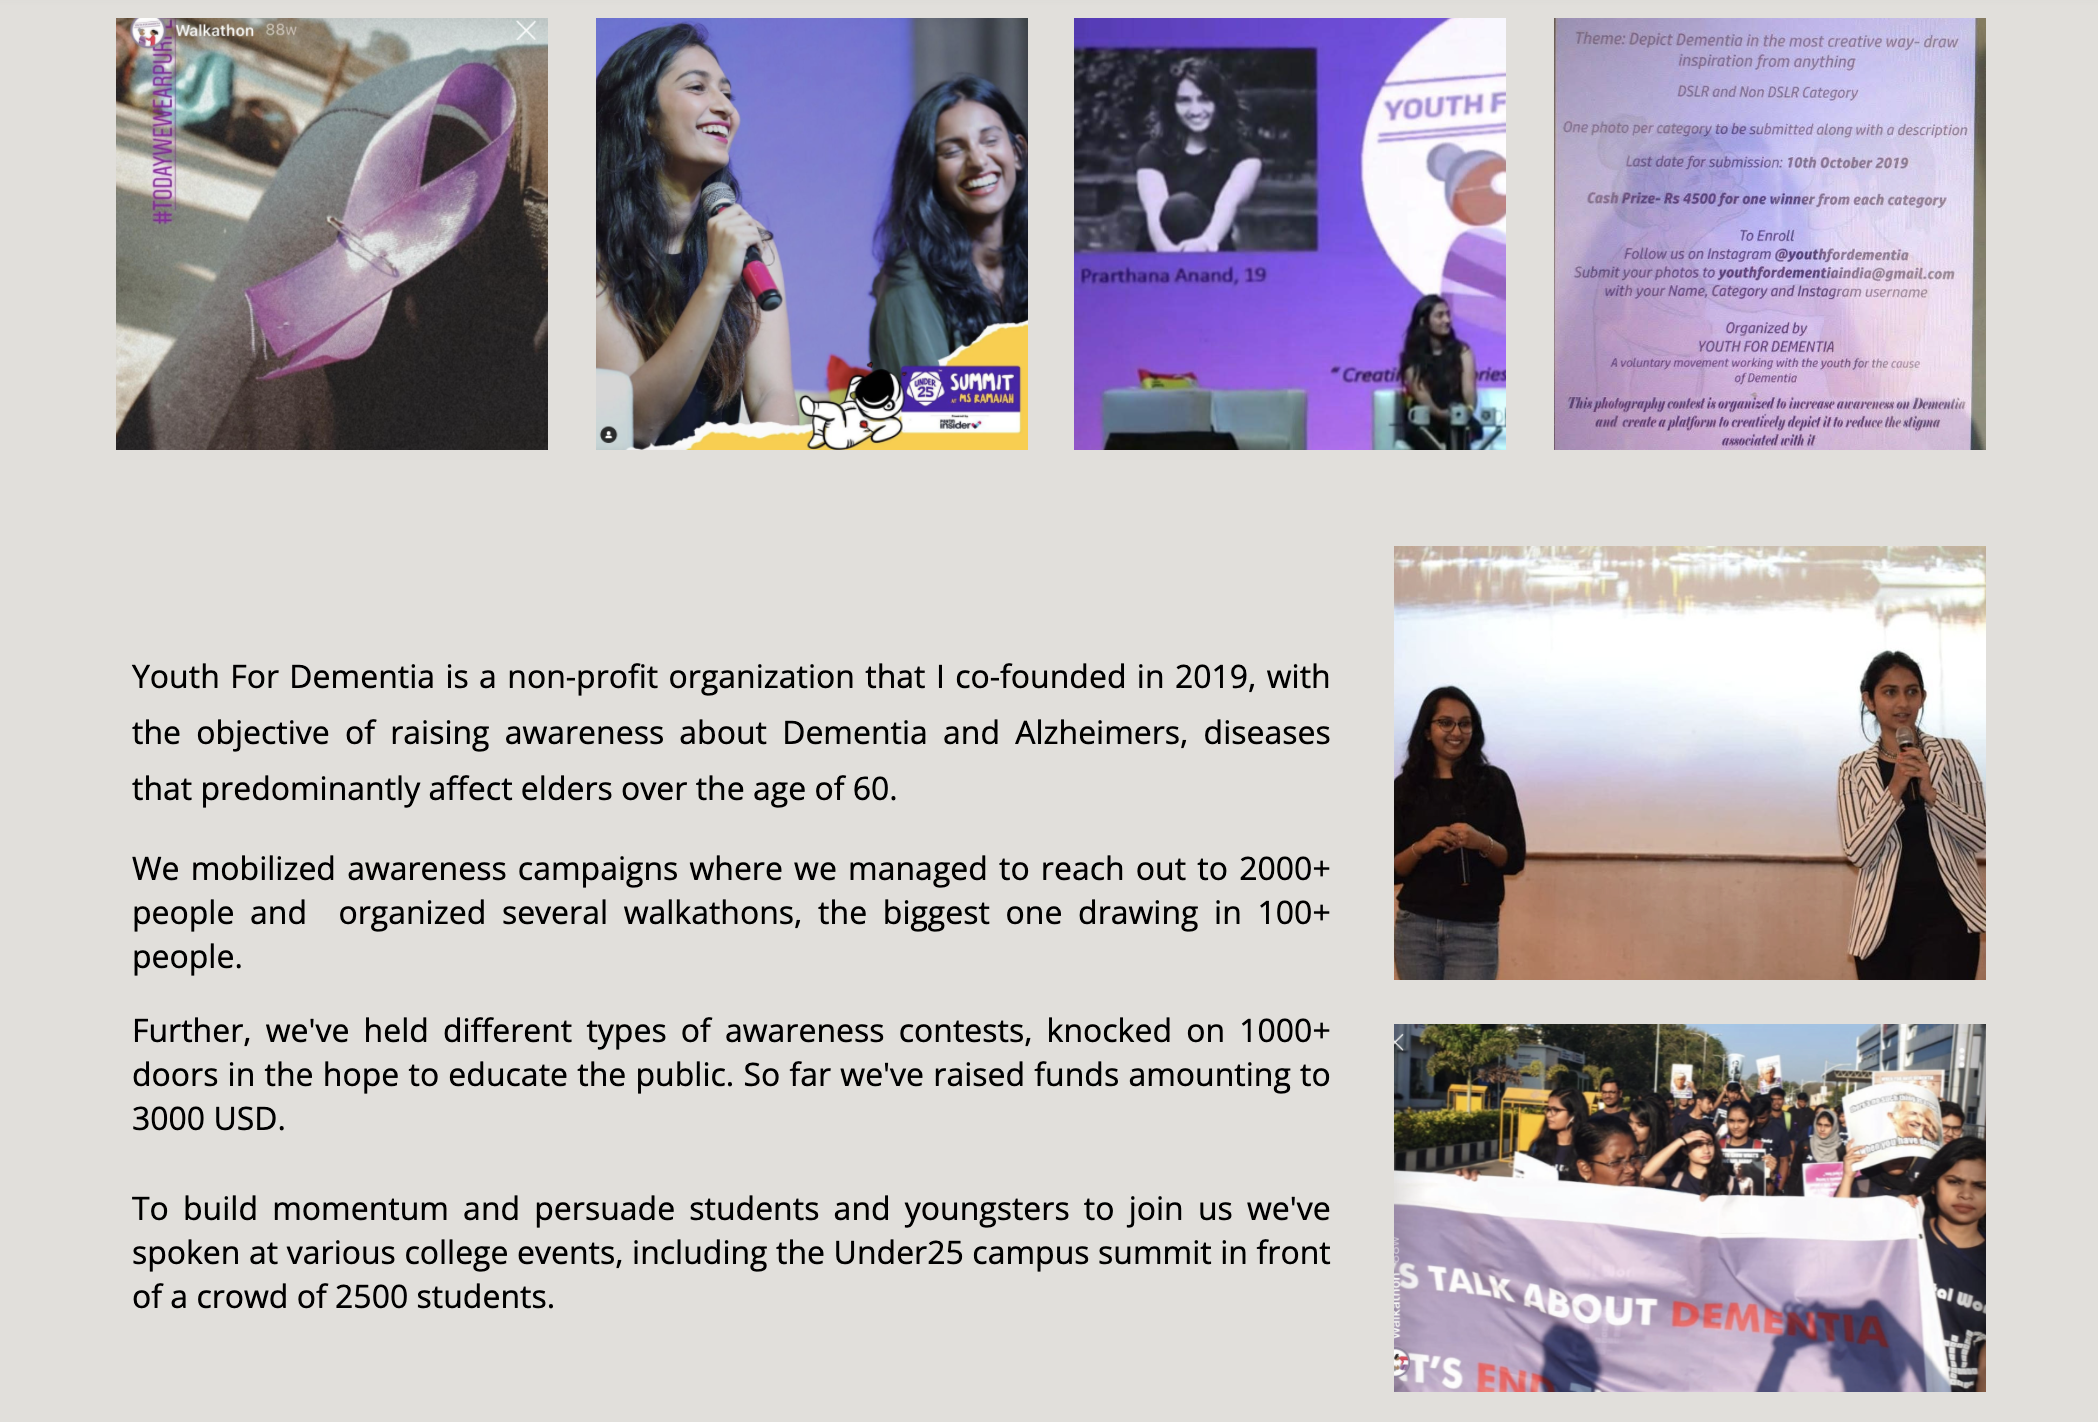 Walkathon 88w
#TODAYWEWEARPURPLE
UNDER 25 SUMMIT
AT MS RAMAIAH
insider
YOUTH F
Prarthana Anand, 19
"Creati
ries
Theme: Depict Dementia in the most creative way- draw
inspiration from anything
DSLR and Non DSLR Category
One photo per category to be submitted along with a description
Last date for submission: 10th October 2019
Cash Prize- Rs 4500 for one winner from each category
To Enroll
Follow us on Instagram @youthfordementia
Submit your photos to youthfordementiaindia@gmail.com
with your Name, Category and Instagram username
Organized by
YOUTH FOR DEMENTIA
A voluntary movement working with the youth for the cause
of Dementia
This photography contest is organized to increase awareness on Dementia
and create a platform to creatively depict it to reduce the stigma
associated with it
Youth For Dementia is a non-profit organization that I co-founded in 2019, with
the objective of raising awareness about Dementia and Alzheimers, diseases
that predominantly affect elders over the age of 60.
We mobilized awareness campaigns where we managed to reach out to 2000+
people and organized several walkathons, the biggest one drawing in 100+
people.
Further, we've held different types of awareness contests, knocked on 1000+
doors in the hope to educate the public. So far we've raised funds amounting to
3000 USD.
To build momentum and persuade students and youngsters to join us we've
spoken at various college events, including the Under25 campus summit in front
of a crowd of 2500 students.
Walkathon 88w
S TALK ABOUT DEMENTIA
T'S END